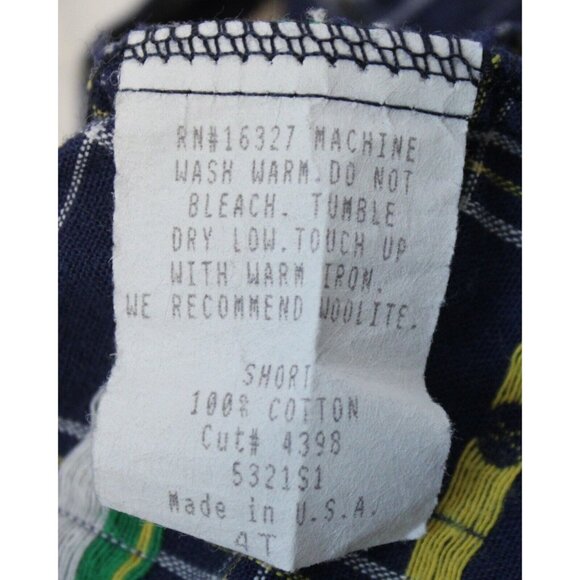 RN#16327 MACHINE
WASH WARM.DO NOT
BLEACH. TUMBLE
DRY LOW.TOUCH UP
WITH WARM IRON.
WE RECOMMEND WOOLITE.
SHORT
100% COTTON
Cut# 4398
5321S1
Made in U.S.A.
4T